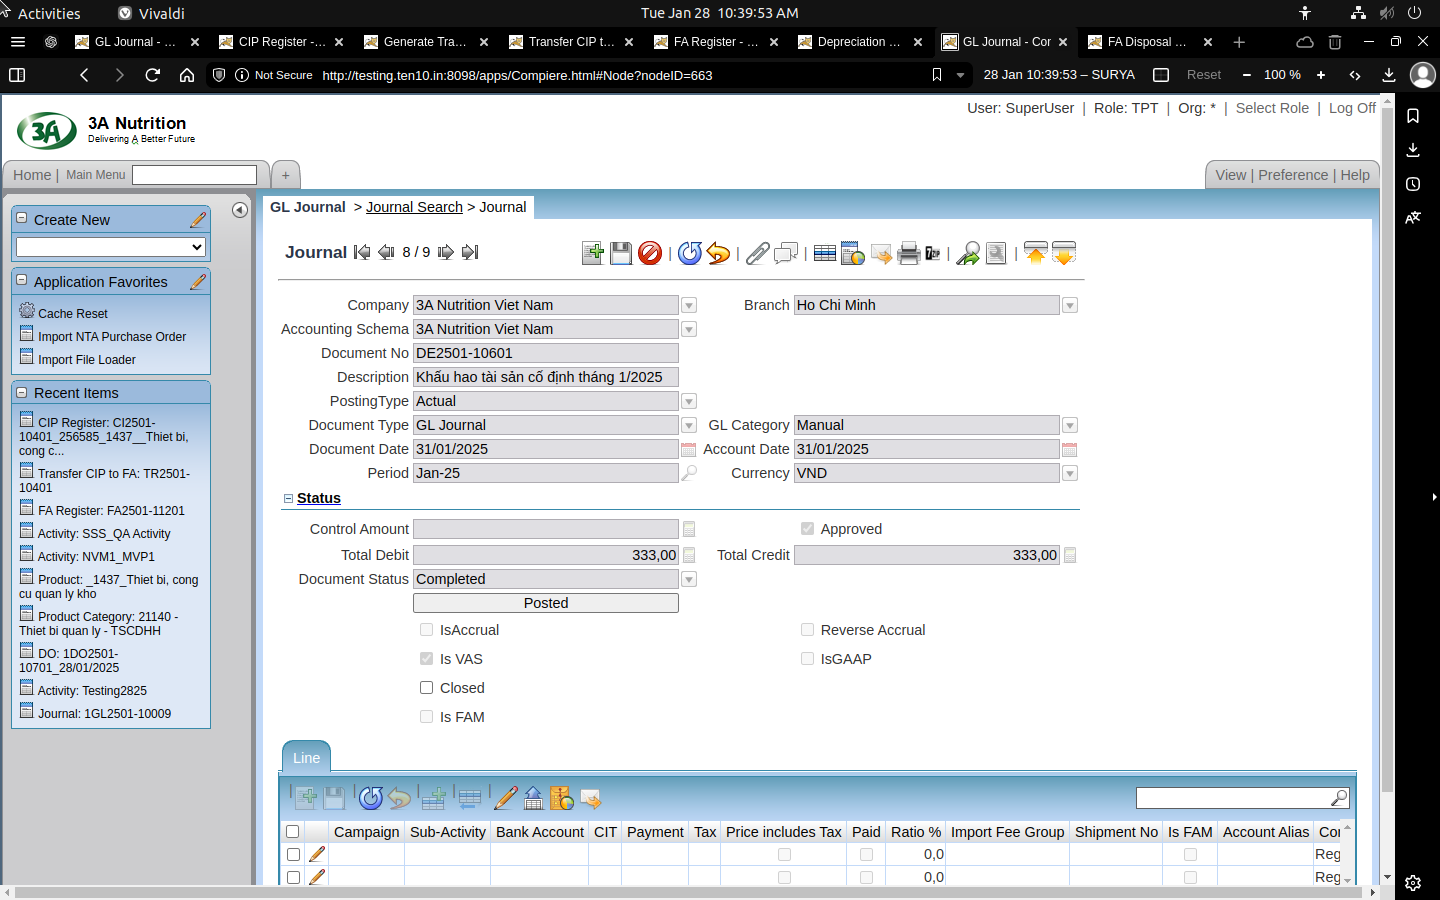 Activities
Vivaldi
Tue Jan 28  10:39:53 AM
GL Journal - ...
CIP Register -...
Generate Tra...
Transfer CIP t...
FA Register - ...
Depreciation ...
GL Journal - Cor
FA Disposal ...
Not Secure
http://testing.ten10.in:8098/apps/Compiere.html#Node?nodeID=663
28 Jan 10:39:53 – SURYA
Reset
100 %
3A
3A Nutrition
Delivering A Better Future
User: SuperUser | Role: TPT | Org: * | Select Role | Log Off
Home | Main Menu
+
View | Preference | Help
GL Journal > Journal Search > Journal
Create New
Application Favorites
Cache Reset
Import NTA Purchase Order
Import File Loader
Recent Items
CIP Register: CI2501-
10401_256585_1437__Thiet bi,
cong c...
Transfer CIP to FA: TR2501-
10401
FA Register: FA2501-11201
Activity: SSS_QA Activity
Activity: NVM1_MVP1
Product: _1437_Thiet bi, cong
cu quan ly kho
Product Category: 21140 -
Thiet bi quan ly - TSCDHH
DO: 1DO2501-
10701_28/01/2025
Activity: Testing2825
Journal: 1GL2501-10009
Journal
8 / 9
Company 3A Nutrition Viet Nam
Branch Ho Chi Minh
Accounting Schema 3A Nutrition Viet Nam
Document No DE2501-10601
Description Khấu hao tài sản cố định tháng 1/2025
PostingType Actual
Document Type GL Journal
GL Category Manual
Document Date 31/01/2025
Account Date 31/01/2025
Period Jan-25
Currency VND
Status
Control Amount
Approved
Total Debit 333,00
Total Credit 333,00
Document Status Completed
Posted
IsAccrual
Reverse Accrual
Is VAS
IsGAAP
Closed
Is FAM
Line
Campaign Sub-Activity Bank Account CIT Payment Tax Price includes Tax Paid Ratio % Import Fee Group Shipment No Is FAM Account Alias Cor
0,0 Reg
0,0 Reg